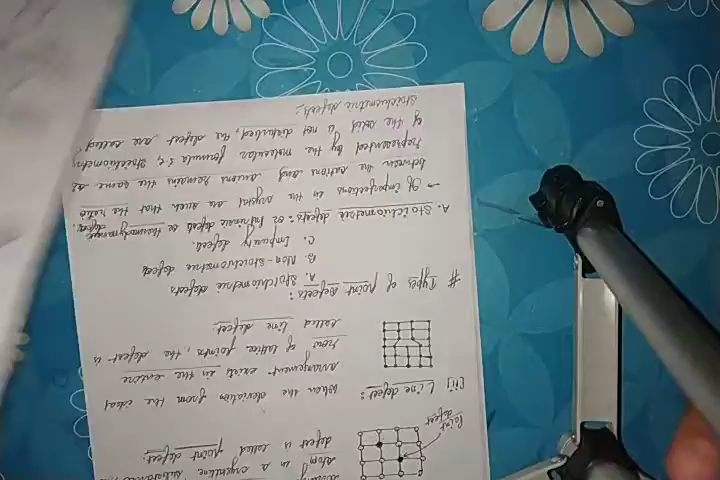 atom in a crystalline substance
defect is called point defect.
Point
defect
[ii] Line defect: When the deviation from the ideal
arrangement exists in the entire
row of lattice points, the defect is
called line defect
# Types of point defects:
A. Stoichiometric defects
B. Non-stoichiometric defects
C. Impurity defect.
A. Stoichiometric defects: or Intrinsic defect or thermodynamic defect.
→ If imperfections in the crystal are such that the ratio
between the cations and anions remains the same as
represented by the molecular formula i.e. stoichiometric
of the solid is not disturbed, the defect are called
stoichiometric defects: